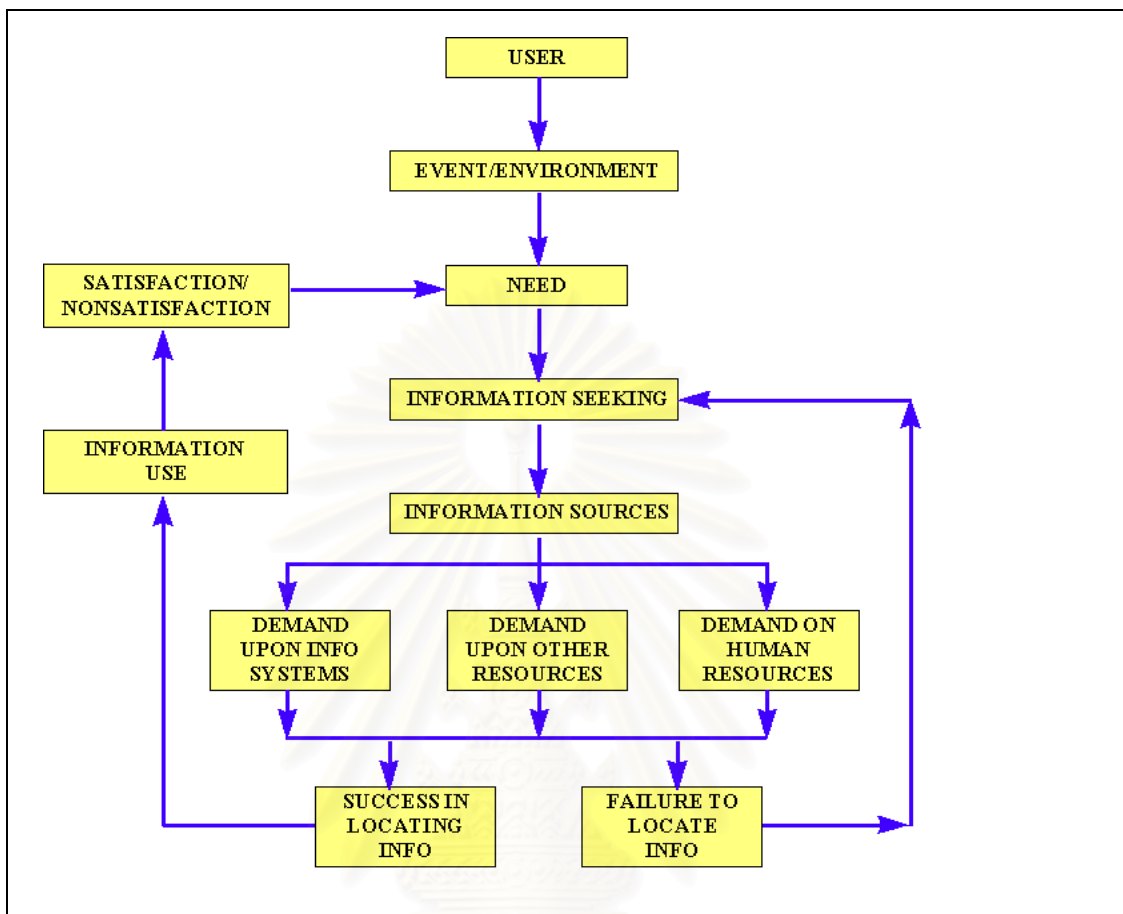 USER
EVENT/ENVIRONMENT
SATISFACTION/
NONSATISFACTION
NEED
INFORMATION SEEKING
INFORMATION
USE
INFORMATION SOURCES
DEMAND
UPON INFO
SYSTEMS
DEMAND
UPON OTHER
RESOURCES
DEMAND ON
HUMAN
RESOURCES
SUCCESS IN
LOCATING
INFO
FAILURE TO
LOCATE
INFO